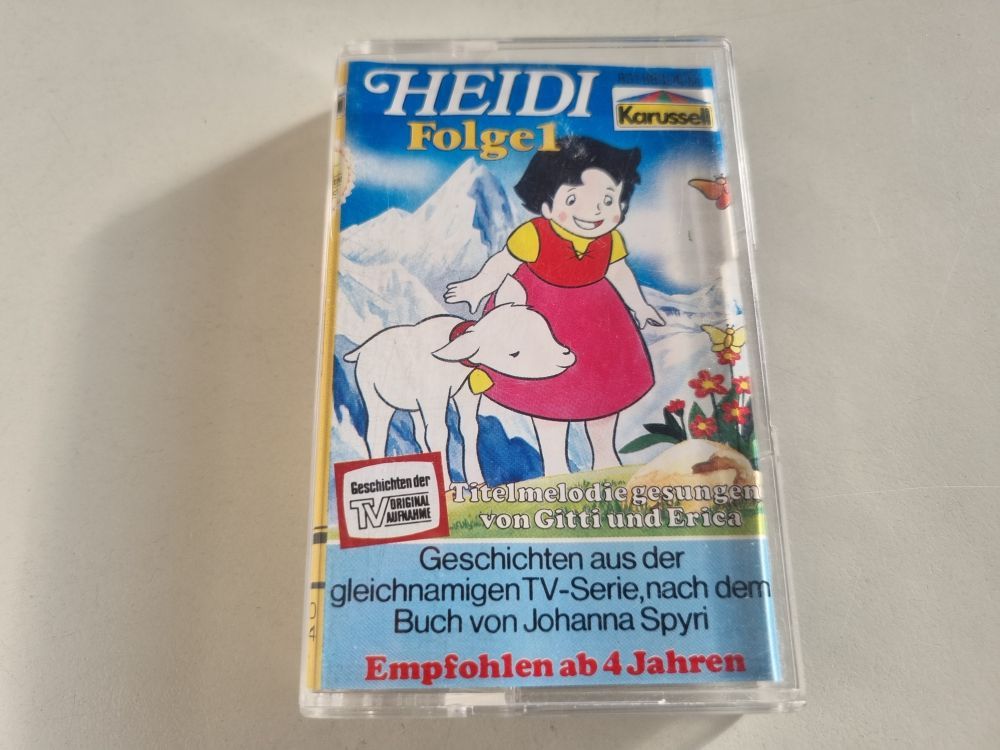 HEIDI
Folge 1
Karussell
Geschichten der
TV ORIGINAL
AUFNAHME
Titelmelodie gesungen
von Gitti und Erica
Geschichten aus der
gleichnamigen TV-Serie, nach dem
Buch von Johanna Spyri
Empfohlen ab 4 Jahren